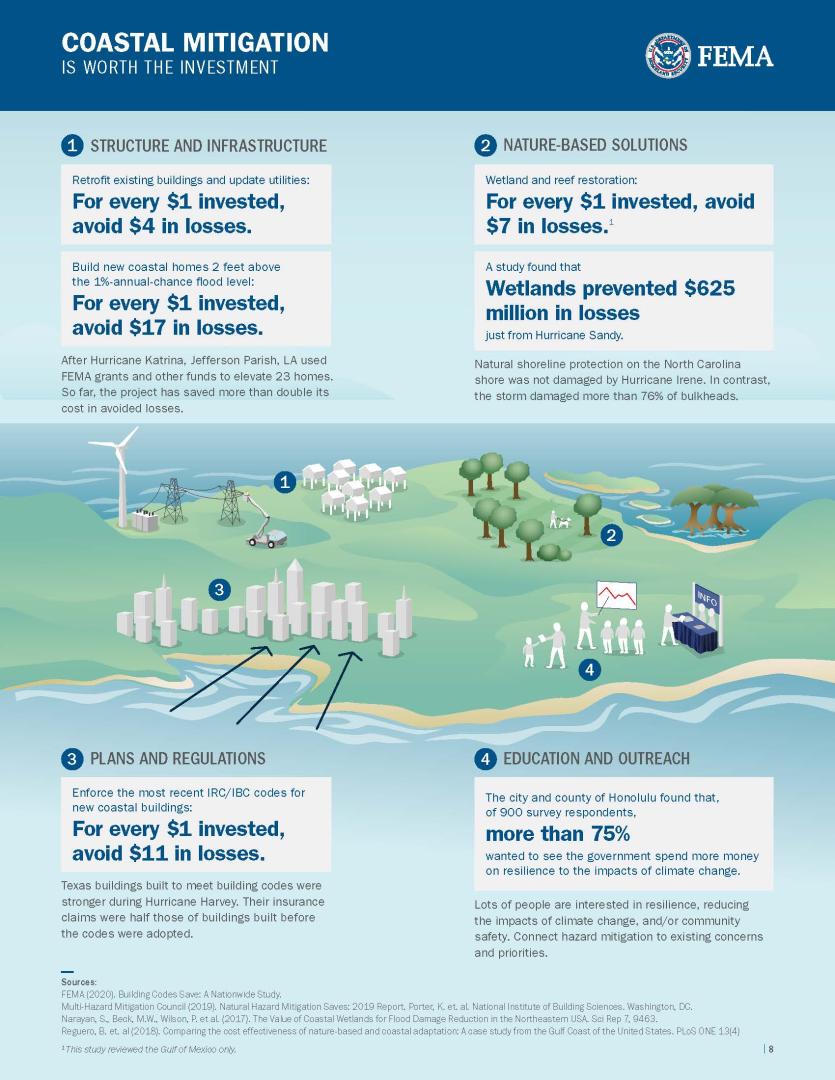 COASTAL MITIGATION
IS WORTH THE INVESTMENT
FEMA
1 STRUCTURE AND INFRASTRUCTURE
Retrofit existing buildings and update utilities:
For every $1 invested,
avoid $4 in losses.
Build new coastal homes 2 feet above
the 1%-annual-chance flood level:
For every $1 invested,
avoid $17 in losses.
After Hurricane Katrina, Jefferson Parish, LA used
FEMA grants and other funds to elevate 23 homes.
So far, the project has saved more than double its
cost in avoided losses.
2 NATURE-BASED SOLUTIONS
Wetland and reef restoration:
For every $1 invested, avoid
$7 in losses.¹
A study found that
Wetlands prevented $625
million in losses
just from Hurricane Sandy.
Natural shoreline protection on the North Carolina
shore was not damaged by Hurricane Irene. In contrast,
the storm damaged more than 76% of bulkheads.
1
2
3
INFO
4
3 PLANS AND REGULATIONS
Enforce the most recent IRC/IBC codes for
new coastal buildings:
For every $1 invested,
avoid $11 in losses.
Texas buildings built to meet building codes were
stronger during Hurricane Harvey. Their insurance
claims were half those of buildings built before
the codes were adopted.
4 EDUCATION AND OUTREACH
The city and county of Honolulu found that,
of 900 survey respondents,
more than 75%
wanted to see the government spend more money
on resilience to the impacts of climate change.
Lots of people are interested in resilience, reducing
the impacts of climate change, and/or community
safety. Connect hazard mitigation to existing concerns
and priorities.
Sources:
FEMA (2020). Building Codes Save: A Nationwide Study.
Multi-Hazard Mitigation Council (2019). Natural Hazard Mitigation Saves: 2019 Report. Porter, K. et. al. National Institute of Building Sciences. Washington, DC.
Narayan, S., Beck, M.W., Wilson, P. et al. (2017). The Value of Coastal Wetlands for Flood Damage Reduction in the Northeastern USA. Sci Rep 7, 9463.
Reguero, B. et. al (2018). Comparing the cost effectiveness of nature-based and coastal adaptation: A case study from the Gulf Coast of the United States. PLoS ONE 13(4)
¹This study reviewed the Gulf of Mexico only.
| 8